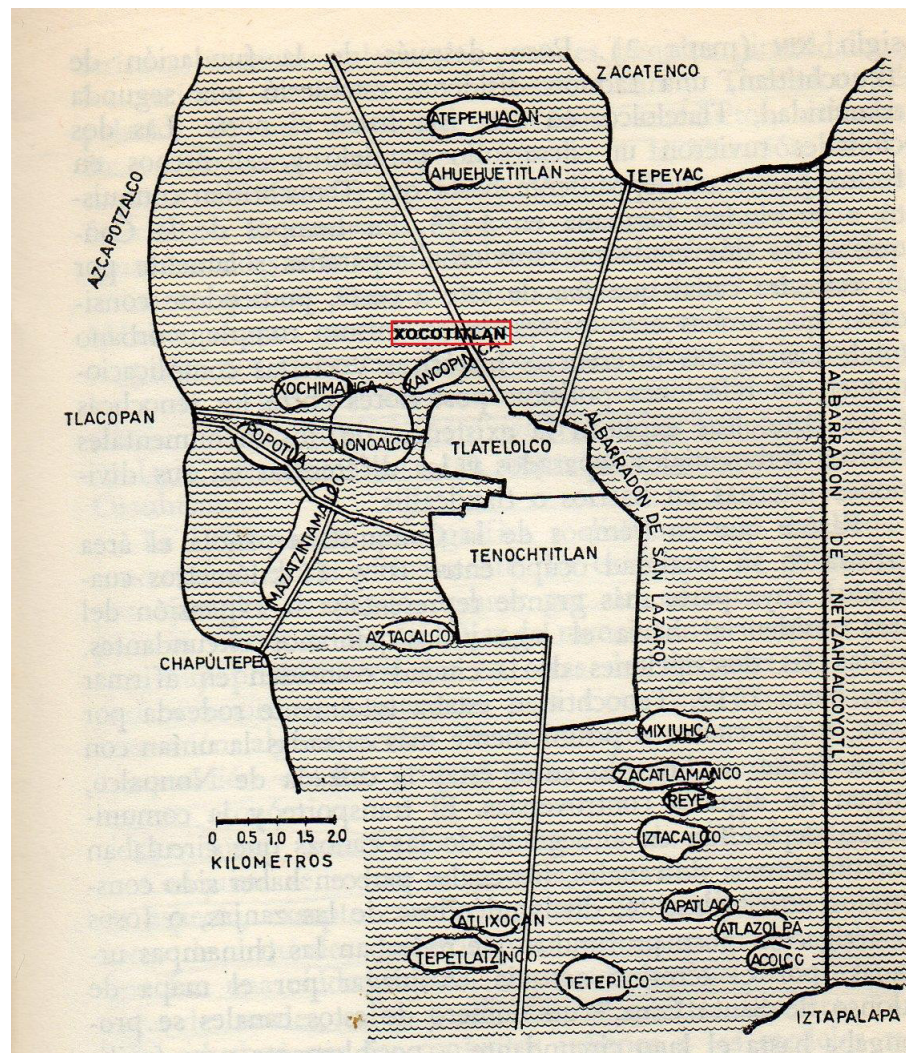 ZACATENCO
ATEPEHUACAN
AHUEHUETITLAN
TEPEYAC
AZCAPOTZALCO
XOCOTITLAN
XANCOPINCA
XOCHIMANCA
TLACOPAN
POPOTLA
NONOALCO
TLATELOLCO
ALBARRADON DE SAN LAZARO
ALBARRADON DE NETZAHUALCOYOTL
MAZATZINTAMALCO
TENOCHTITLAN
AZTACALCO
CHAPULTEPEC
MIXIUHCA
ZACATLAMANCO
REYES
IZTACALCO
0 0.5 1.0 1.5 2.0
KILOMETROS
APATLACO
ATLIXOCAN
ATLAZOLPA
TEPETLATZINCO
ACOLCO
TETEPILCO
IZTAPALAPA